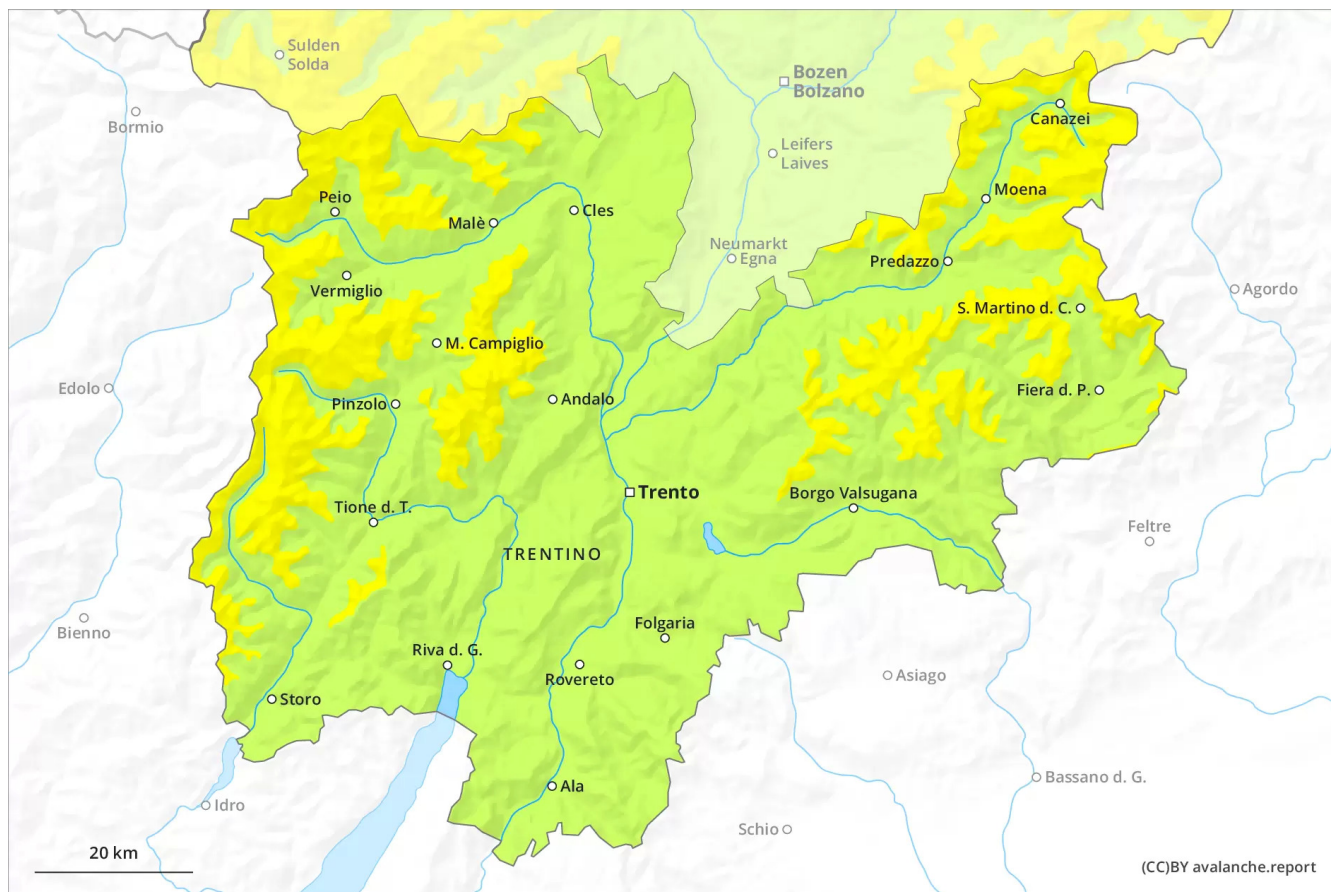 Sulden
Solda
Bozen
Bolzano
Bormio
Canazei
Leifers
Laives
Peio
Moena
Malè
Cles
Neumarkt
Egna
Predazzo
Vermiglio
Agordo
S. Martino d. C.
M. Campiglio
Edolo
Andalo
Fiera d. P.
Pinzolo
Trento
Borgo Valsugana
Tione d. T.
Feltre
TRENTINO
Bienno
Folgaria
Riva d. G.
Rovereto
Asiago
Storo
Bassano d. G.
Ala
Idro
Schio
20 km
(CC)BY avalanche.report